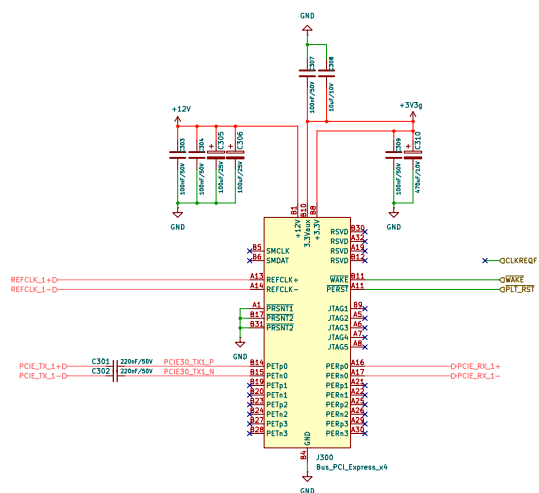 GND
C307
100nF/50V
C308
10uF/10V
+12V
+3V3g
C303
100nF/50V
C304
100nF/50V
C305
100uF/25V
C306
100uF/25V
C309
100nF/50V
C310
470uF/10V
GND
GND
B1
B10
B8
+12V
3.3Vaux
+3.3V
RSVD B30
RSVD A32
RSVD A19
RSVD B12
B5 SMCLK
B6 SMDAT
CLKREQF
REFCLK_1+
A13 REFCLK+
WAKE B11
WAKE
REFCLK_1-
A14 REFCLK-
PERST A11
PLT_RST
A1 PRSNT1
B17 PRSNT2
B31 PRSNT2
JTAG1 B9
JTAG2 A5
JTAG3 A6
JTAG4 A7
JTAG5 A8
GND
PCIE_TX_1+
C301 220nF/50V
PCIE30_TX1_P
B14 PETp0
PERp0 A16
PCIE_RX_1+
PCIE_TX_1-
C302 220nF/50V
PCIE30_TX1_N
B15 PETn0
PERn0 A17
PCIE_RX_1-
B19 PETp1
PERp1 A21
B20 PETn1
PERn1 A22
B23 PETp2
PERp2 A25
B24 PETn2
PERn2 A26
B27 PETp3
PERp3 A29
B28 PETn3
PERn3 A30
GND
B4
J300
Bus_PCI_Express_x4
GND